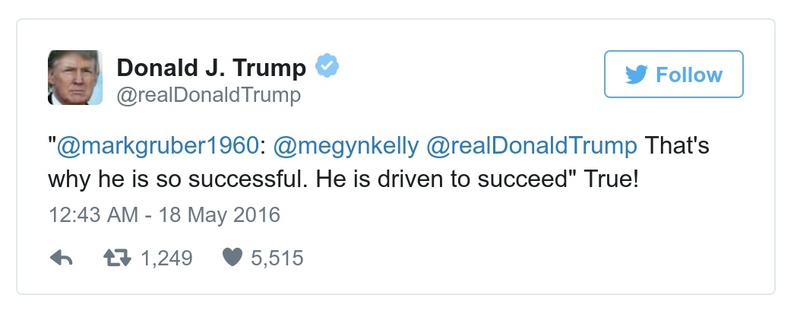 Donald J. Trump
@realDonaldTrump
Follow
"@markgruber1960: @megynkelly @realDonaldTrump That's
why he is so successful. He is driven to succeed" True!
12:43 AM - 18 May 2016
1,249 5,515